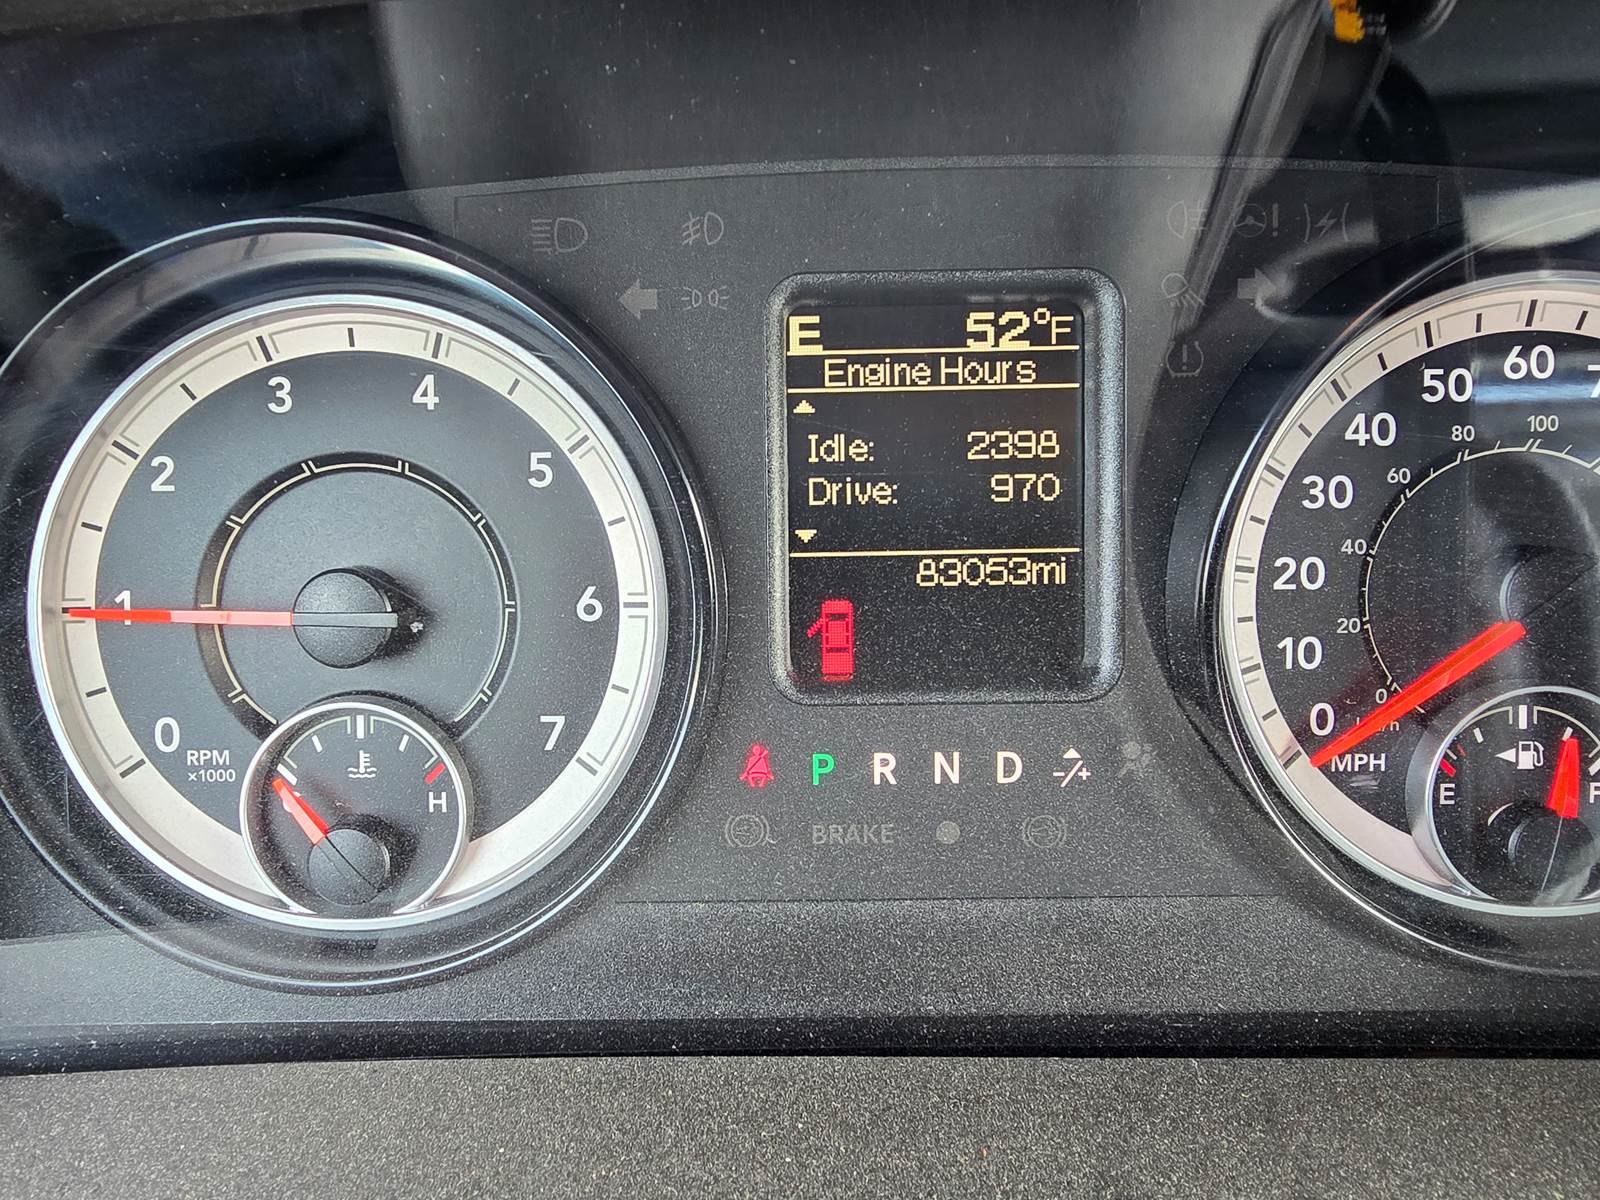 E 52°F
Engine Hours
Idle: 2398
Drive: 970
83053mi
P R N D -/+
BRAKE
0 1 2 3 4 5 6 7
RPM
×1000
H
0 10 20 30 40 50 60
0 20 40 60 80 100
MPH
E F